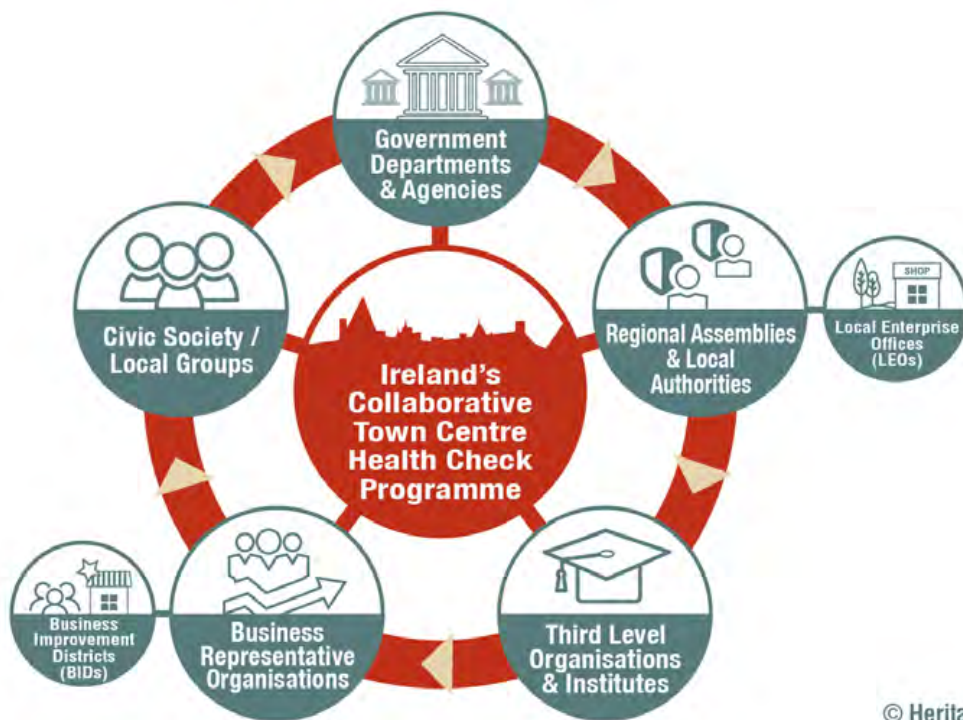 Government
Departments
& Agencies
Civic Society /
Local Groups
Regional Assemblies
& Local
Authorities
SHOP
Local Enterprise
Offices
(LEOs)
Ireland's
Collaborative
Town Centre
Health Check
Programme
Business
Improvement
Districts
(BIDs)
Business
Representative
Organisations
Third Level
Organisations
& Institutes
©